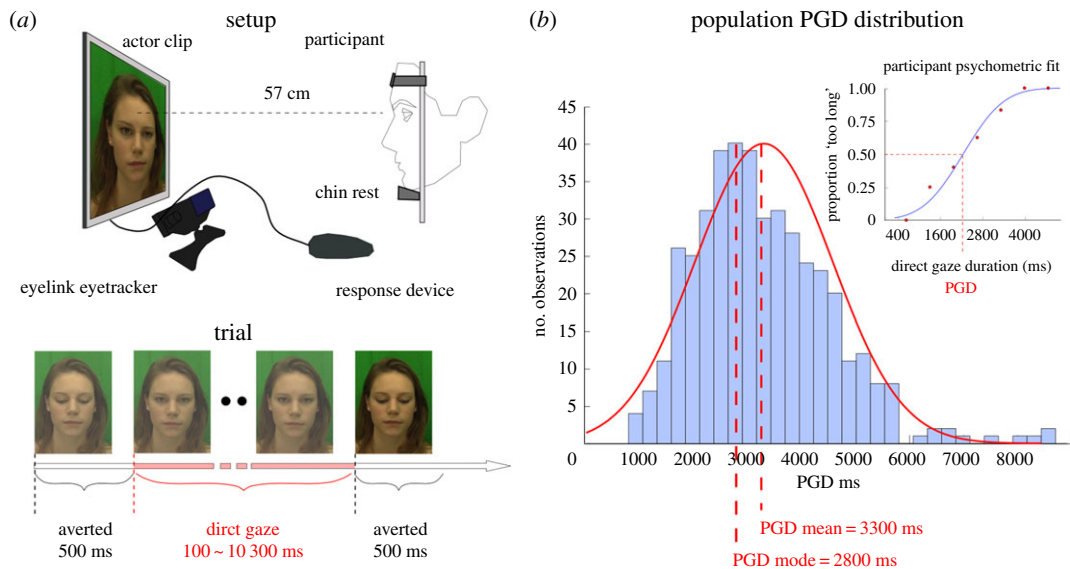 (a)
setup
actor clip
participant
57 cm
chin rest
eyelink eyetracker
response device
trial
averted
500 ms
dirct gaze
100 ~ 10 300 ms
averted
500 ms
(b)
population PGD distribution
45
40
35
30
25
20
15
10
5
no. observations
0
1000
2000
3000
4000
5000
6000
7000
8000
PGD ms
PGD mean = 3300 ms
PGD mode = 2800 ms
participant psychometric fit
1.00
0.75
0.50
0.25
0
proportion 'too long'
400
1600
2800
4000
direct gaze duration (ms)
PGD